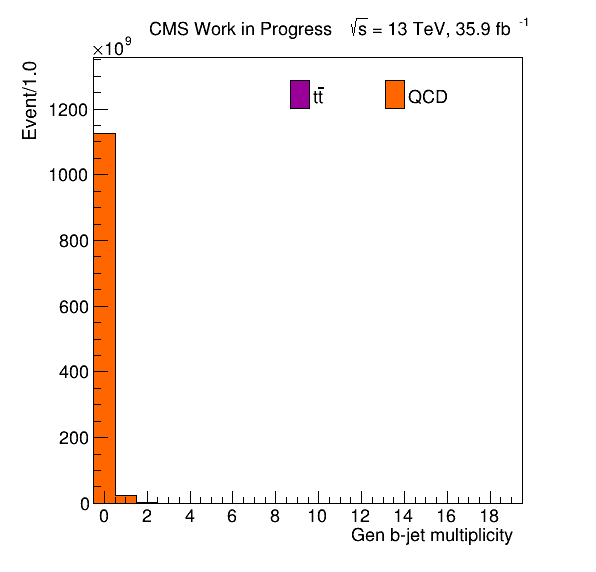 CMS Work in Progress √s = 13 TeV, 35.9 fb -1
×10⁹
Event/1.0
tt̄
QCD
1200
1000
800
600
400
200
0
0 2 4 6 8 10 12 14 16 18
Gen b-jet multiplicity